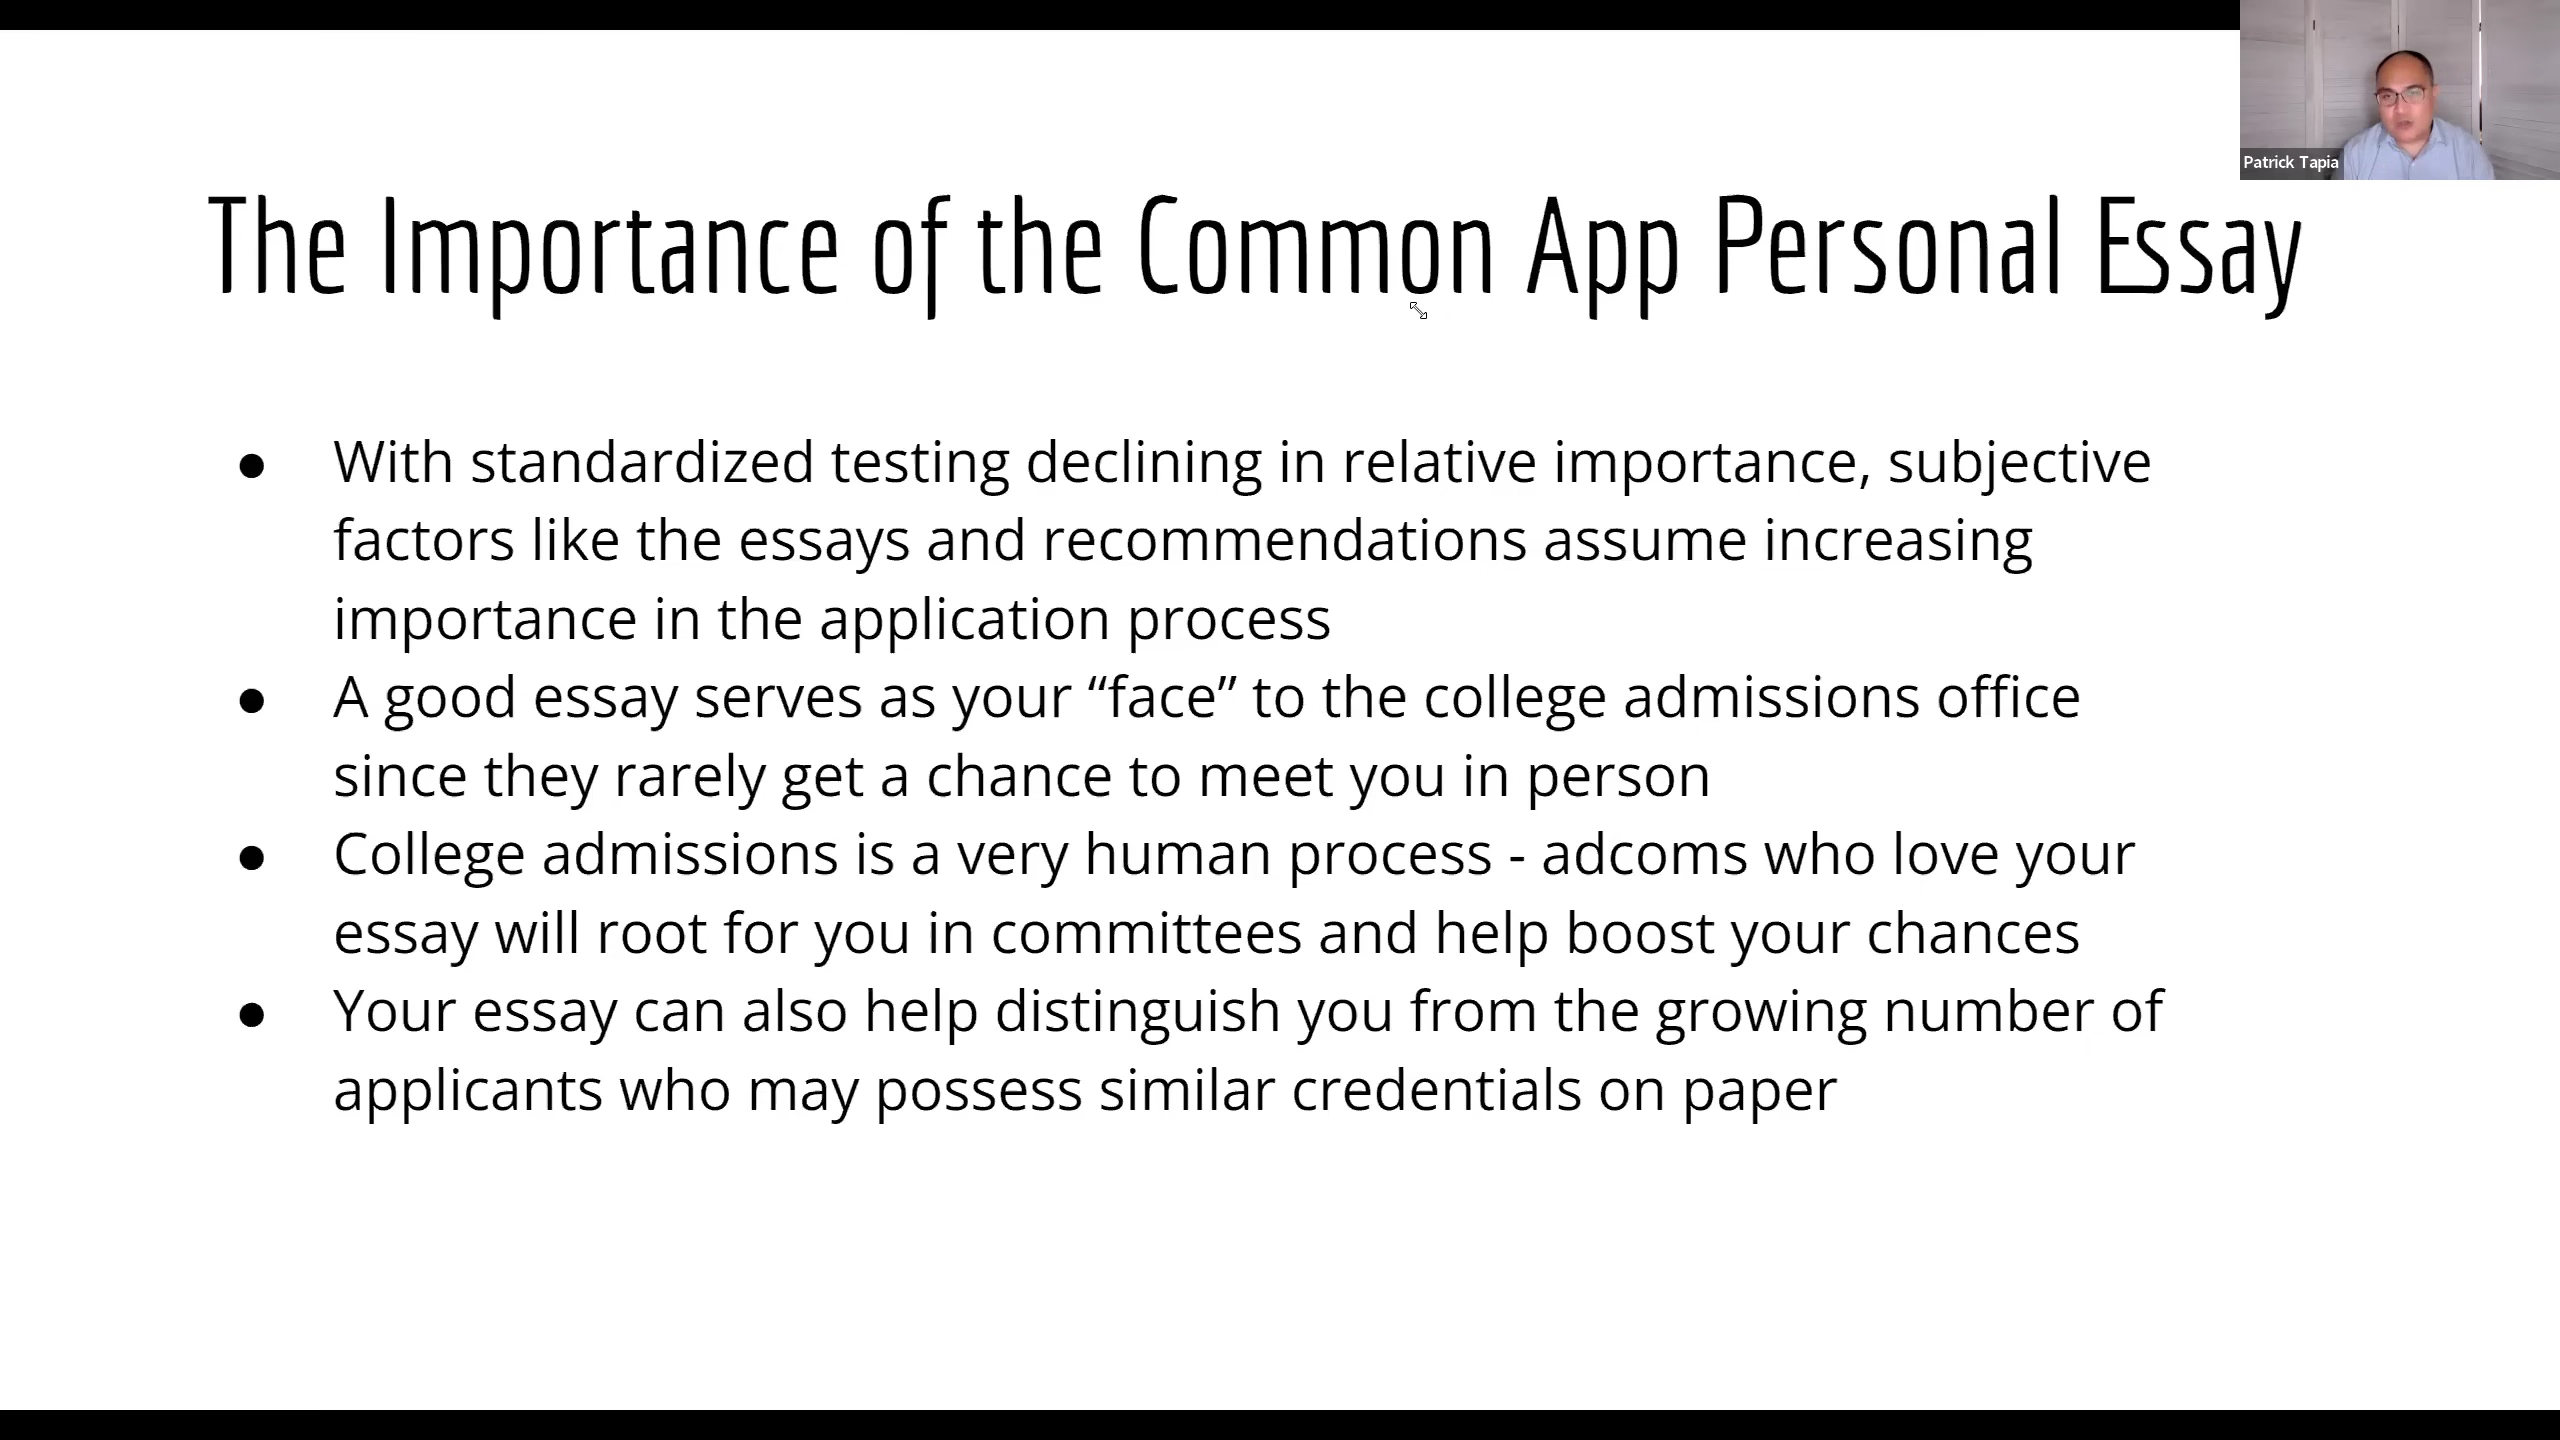 Patrick Tapia
The Importance of the Common App Personal Essay
● With standardized testing declining in relative importance, subjective
factors like the essays and recommendations assume increasing
importance in the application process
● A good essay serves as your “face” to the college admissions office
since they rarely get a chance to meet you in person
● College admissions is a very human process - adcoms who love your
essay will root for you in committees and help boost your chances
● Your essay can also help distinguish you from the growing number of
applicants who may possess similar credentials on paper